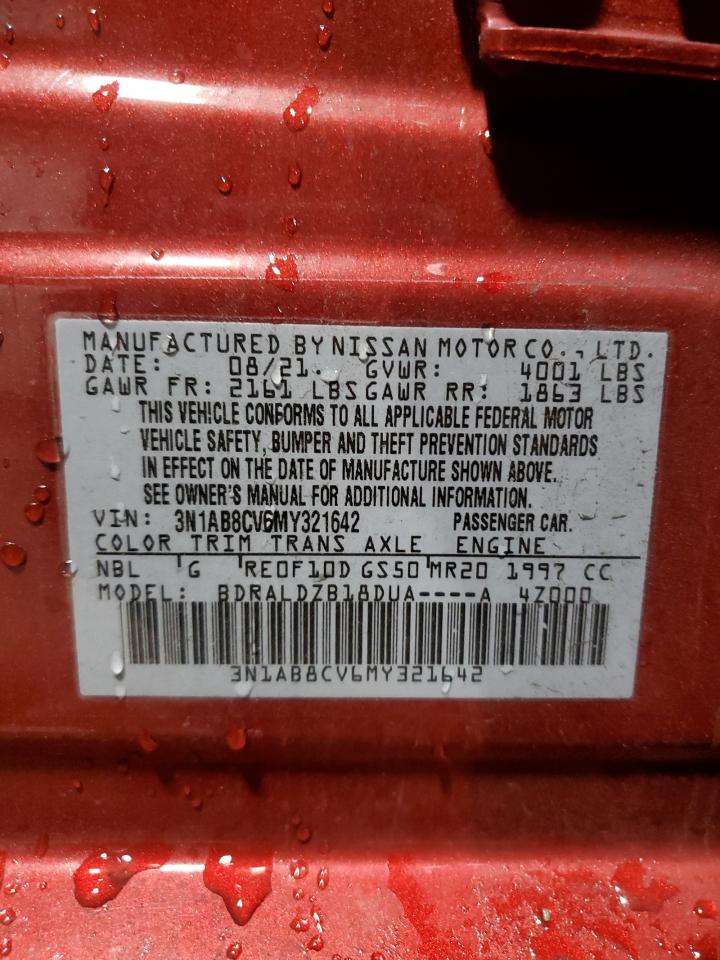 MANUFACTURED BY NISSAN MOTOR CO., LTD.
DATE: 08/21. GVWR: 4001 LBS
GAWR FR: 2161 LBS GAWR RR: 1863 LBS
THIS VEHICLE CONFORMS TO ALL APPLICABLE FEDERAL MOTOR
VEHICLE SAFETY, BUMPER AND THEFT PREVENTION STANDARDS
IN EFFECT ON THE DATE OF MANUFACTURE SHOWN ABOVE.
SEE OWNER'S MANUAL FOR ADDITIONAL INFORMATION.
VIN: 3N1AB8CV6MY321642 PASSENGER CAR.
COLOR TRIM TRANS AXLE ENGINE
NBL G RE0F10D GS50 MR20 1997 CC
MODEL: BDRALDZB18DUA----A 4Z000
3N1AB8CV6MY321642